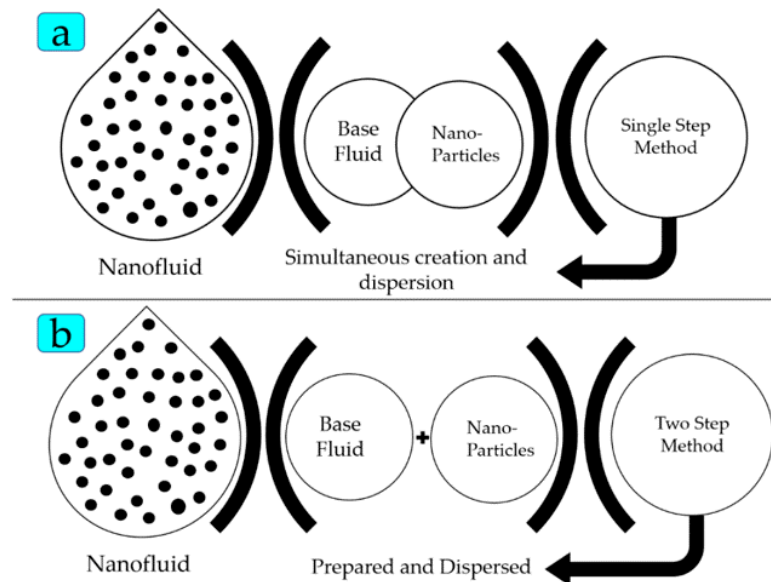 a
Base
Fluid
Nano-
Particles
Single Step
Method
Nanofluid
Simultaneous creation and
dispersion
b
Base
Fluid
+
Nano-
Particles
Two Step
Method
Nanofluid
Prepared and Dispersed